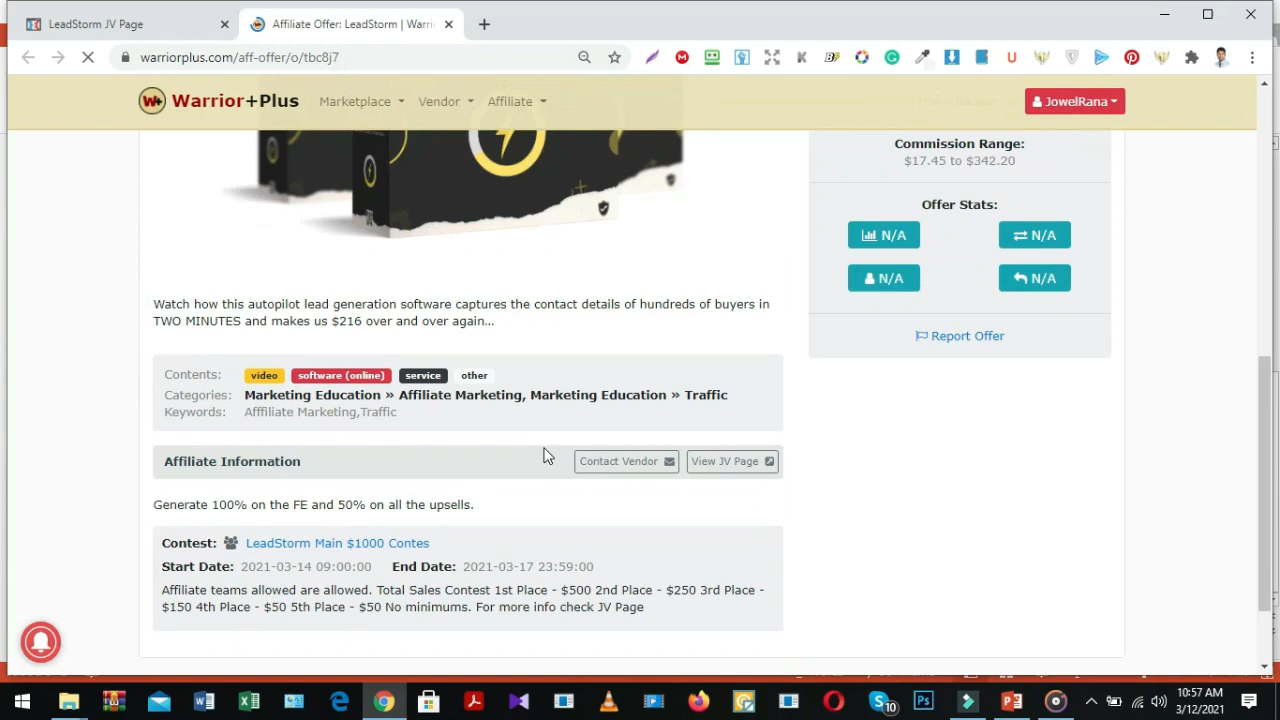 LeadStorm JV Page
Affiliate Offer: LeadStorm | Warri
warriorplus.com/aff-offer/o/tbc8j7
Warrior+Plus
Marketplace
Vendor
Affiliate
JowelRana
Commission Range:
$17.45 to $342.20
Offer Stats:
N/A
N/A
N/A
N/A
Report Offer
Watch how this autopilot lead generation software captures the contact details of hundreds of buyers in
TWO MINUTES and makes us $216 over and over again...
Contents: video software (online) service other
Categories: Marketing Education » Affiliate Marketing, Marketing Education » Traffic
Keywords: Afffiliate Marketing,Traffic
Affiliate Information
Contact Vendor
View JV Page
Generate 100% on the FE and 50% on all the upsells.
Contest: LeadStorm Main $1000 Contes
Start Date: 2021-03-14 09:00:00 End Date: 2021-03-17 23:59:00
Affiliate teams allowed are allowed. Total Sales Contest 1st Place - $500 2nd Place - $250 3rd Place -
$150 4th Place - $50 5th Place - $50 No minimums. For more info check JV Page
10:57 AM
3/12/2021